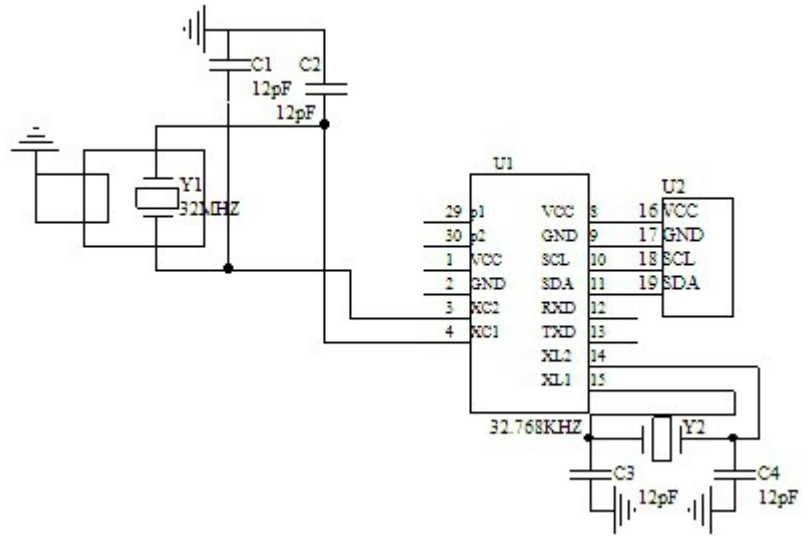 C1
C2
12pF
12pF
Y1
32MHZ
U1
U2
29 p1
VCC 8
16 VCC
30 p2
GND 9
17 GND
1 VCC
SCL 10
18 SCL
2 GND
SDA 11
19 SDA
3 XC2
RXD 12
4 XC1
TXD 13
XL2 14
XL1 15
32.768KHZ
Y2
C3
C4
12pF
12pF